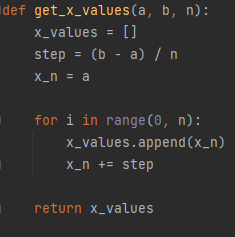 def get_x_values(a, b, n):
    x_values = []
    step = (b - a) / n
    x_n = a

    for i in range(0, n):
        x_values.append(x_n)
        x_n += step

    return x_values